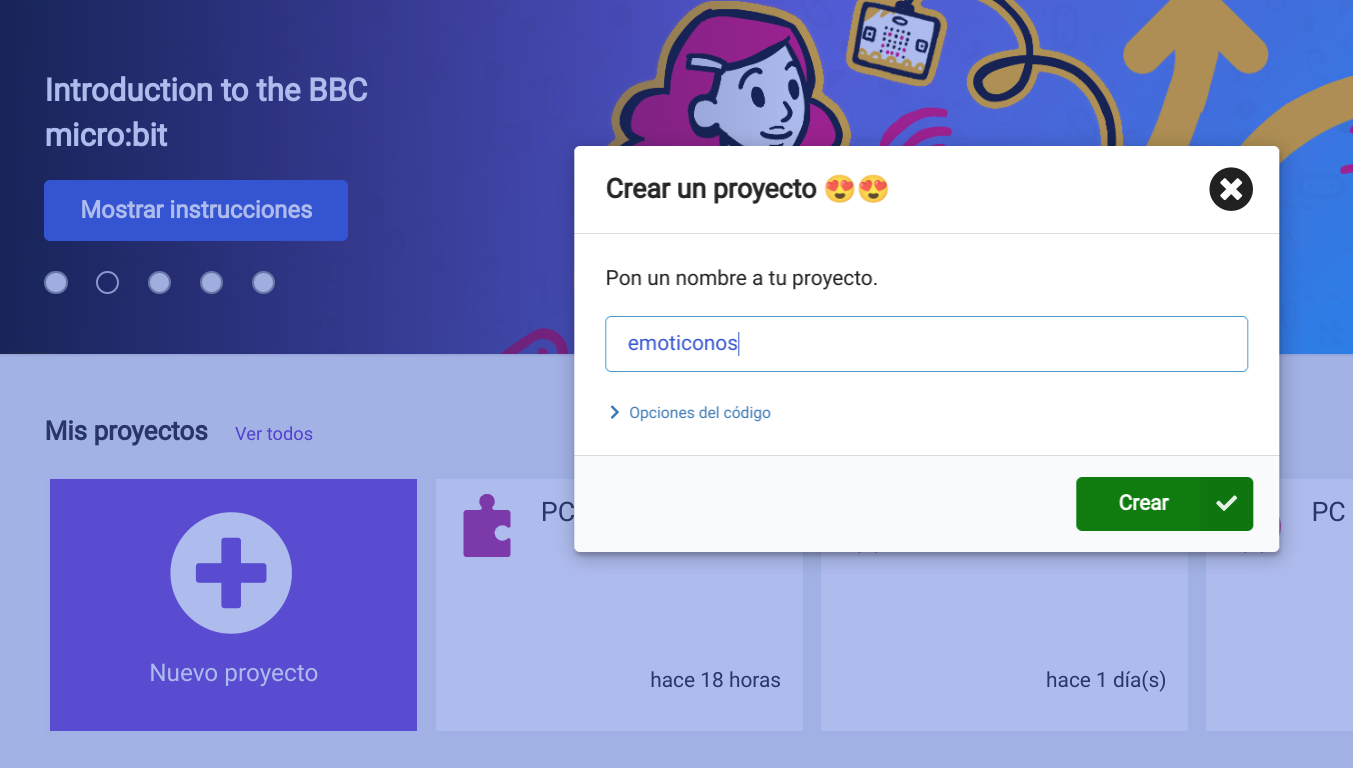 Introduction to the BBC
micro:bit
Mostrar instrucciones
Crear un proyecto 😍😍
Pon un nombre a tu proyecto.
emoticonos
Opciones del código
Crear
Mis proyectos Ver todos
Nuevo proyecto
PC
hace 18 horas
hace 1 día(s)
PC